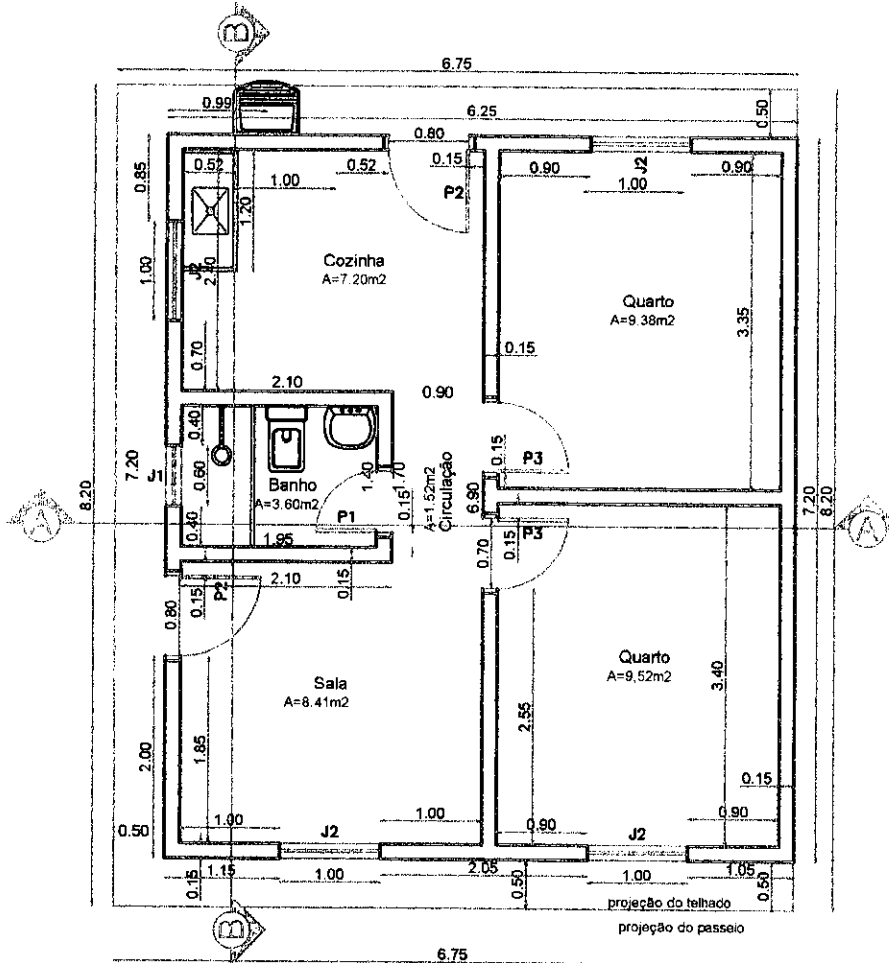 B
6.75
0.99
6.25
0.50
0.80
0.85
0.52
0.52
0.15
J2
0.90
0.90
1.00
1.20
P2
1.00
1.00
J2
Cozinha
A=7.20m2
Quarto
A=9.38m2
3.35
0.70
0.15
2.10
0.90
0.40
7.20
8.20
J1
0.60
Banho
A=3.60m2
1.40
1.70
0.15
A=1.52m2
Circulação
6.90
P3
0.15
7.20
8.20
A
0.40
P1
1.95
A
0.70
P3
0.15
2.10
0.15
0.80
0.15
P2
Sala
A=8.41m2
Quarto
A=9,52m2
3.40
2.55
2.00
1.85
0.15
0.50
1.00
J2
1.00
0.90
J2
0.90
0.15
1.15
1.00
2.05
0.50
1.00
1.05
0.50
projeção do telhado
projeção do passeio
B
6.75